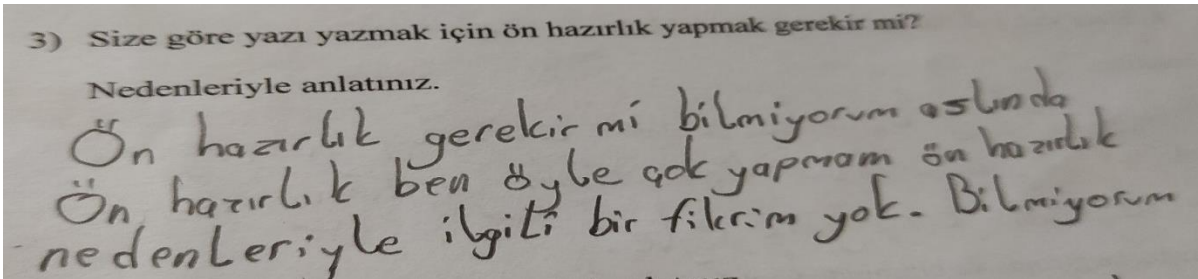 3) Size göre yazı yazmak için ön hazırlık yapmak gerekir mi?
Nedenleriyle anlatınız.
Ön hazırlık gerekir mi bilmiyorum aslında
Ön hazırlık ben öyle çok yapmam ön hazırlık
nedenleriyle ilgili bir fikrim yok. Bilmiyorum